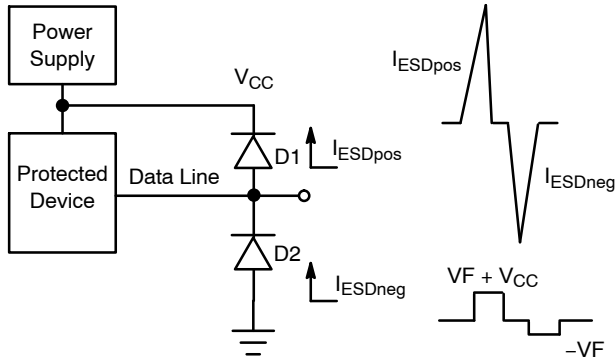 Power
Supply
V_CC
Protected
Device
Data Line
D1
I_ESDpos
D2
I_ESDneg
I_ESDpos
I_ESDneg
VF + V_CC
−VF